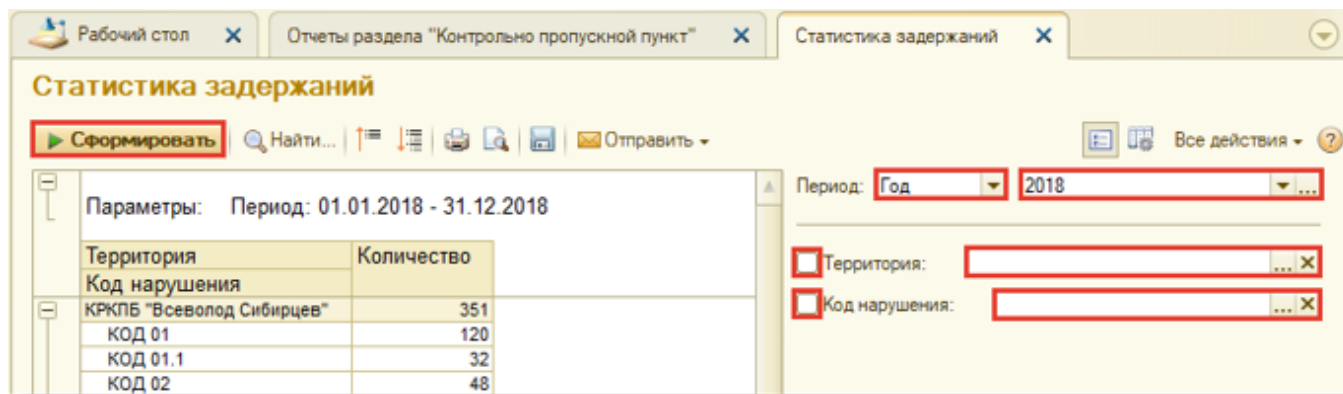 Рабочий стол
Отчеты раздела "Контрольно пропускной пункт"
Статистика задержаний
Статистика задержаний
Сформировать Найти... Отправить Все действия
Параметры: Период: 01.01.2018 - 31.12.2018
Территория Количество
Код нарушения
КРКПБ "Всеволод Сибирцев" 351
КОД 01 120
КОД 01.1 32
КОД 02 48
Период: Год 2018 ...
Территория: ...
Код нарушения: ...